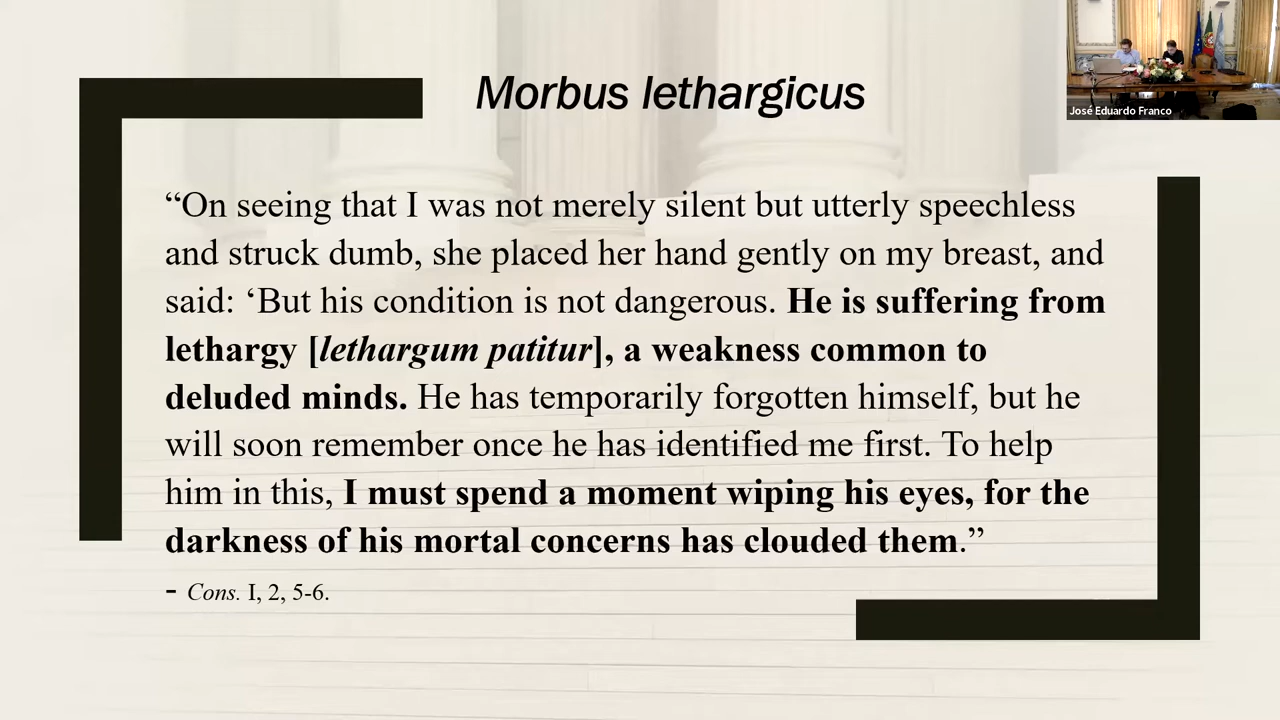 Morbus lethargicus
José Eduardo Franco
“On seeing that I was not merely silent but utterly speechless
and struck dumb, she placed her hand gently on my breast, and
said: ‘But his condition is not dangerous. He is suffering from
lethargy [lethargum patitur], a weakness common to
deluded minds. He has temporarily forgotten himself, but he
will soon remember once he has identified me first. To help
him in this, I must spend a moment wiping his eyes, for the
darkness of his mortal concerns has clouded them.”
- Cons. I, 2, 5-6.